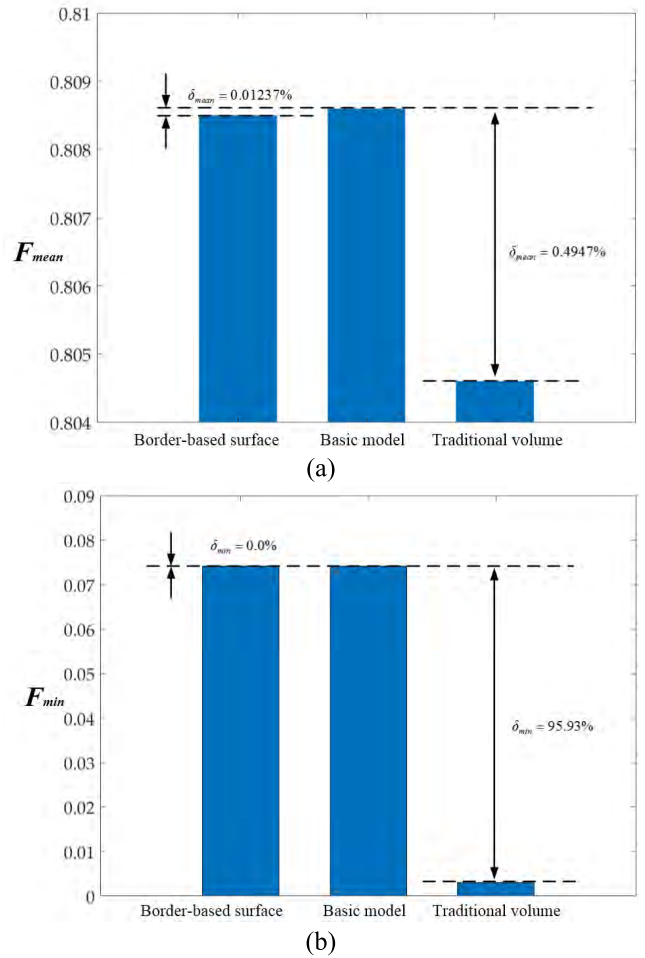 0.81
0.809
δmean = 0.01237%
0.808
0.807
Fmean
δmean = 0.4947%
0.806
0.805
0.804
Border-based surface Basic model Traditional volume
(a)
0.09
0.08
δmin = 0.0%
0.07
0.06
0.05
Fmin
0.04
δmin = 95.93%
0.03
0.02
0.01
0
Border-based surface Basic model Traditional volume
(b)